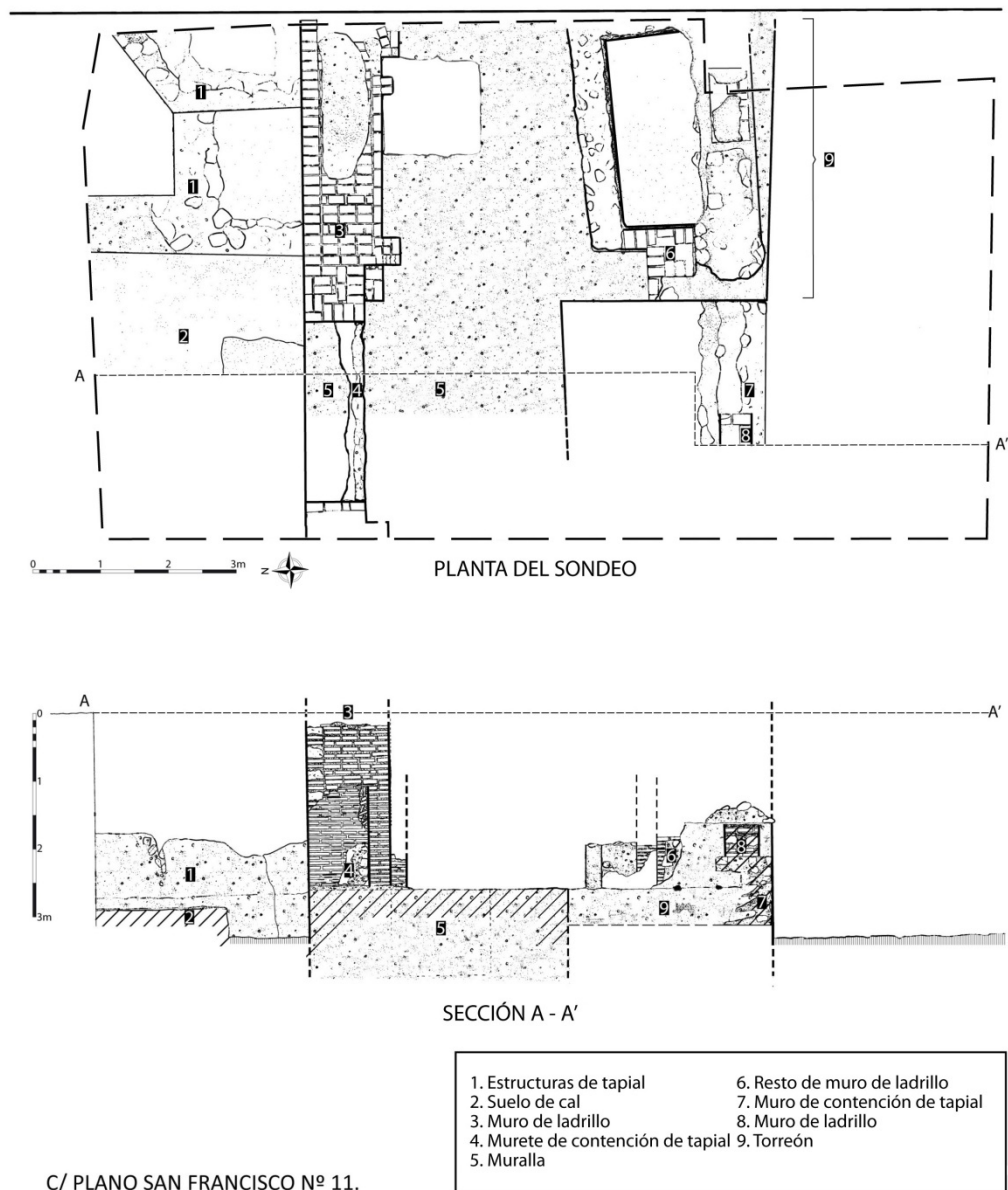 1
9
1
3
6
2
A
5
4
5
7
8
A'
0 1 2 3m
N
PLANTA DEL SONDEO
A
0
3
A'
1
2
1
4
6
8
3m
2
5
9
7
SECCIÓN A - A'
1. Estructuras de tapial
2. Suelo de cal
3. Muro de ladrillo
4. Murete de contención de tapial
5. Muralla
6. Resto de muro de ladrillo
7. Muro de contención de tapial
8. Muro de ladrillo
9. Torreón
C/ PLANO SAN FRANCISCO Nº 11.